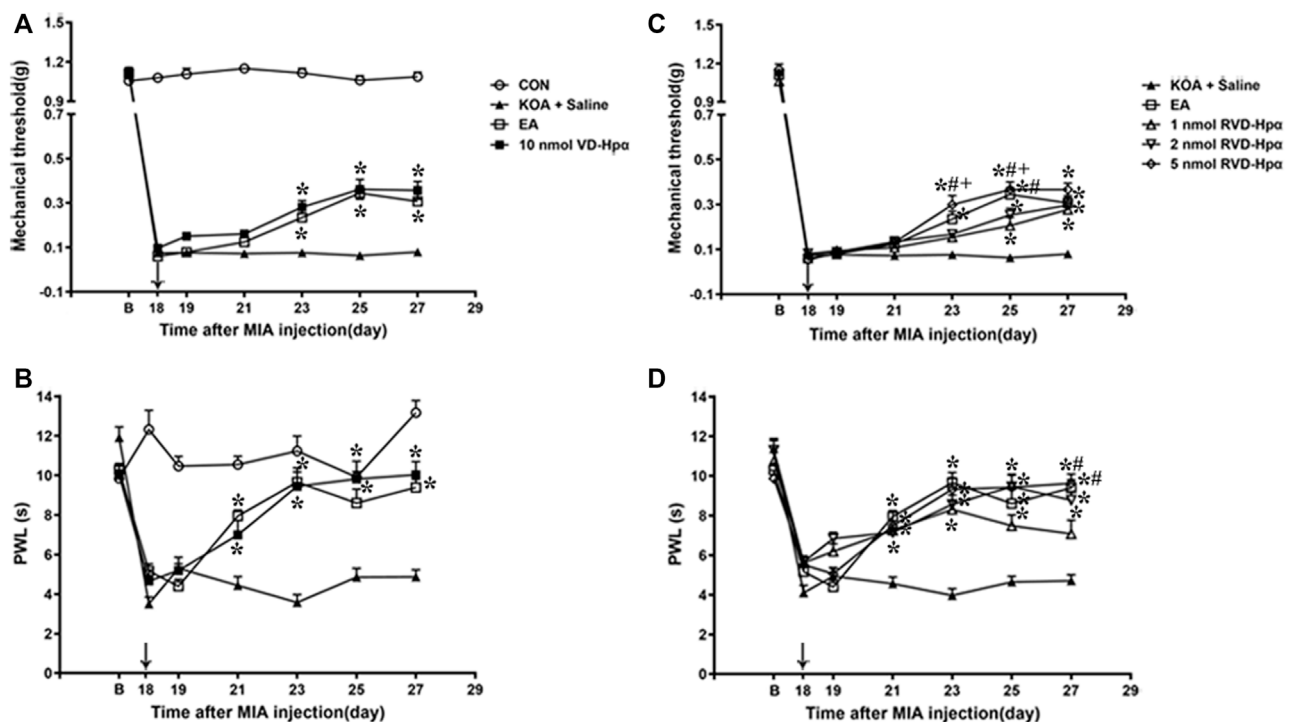 A
Mechanical threshold(g)
1.5
1.2
0.9
0.7
0.5
0.3
0.1
-0.1
* * *
* * *
B 18 19 21 23 25 27 29
Time after MIA injection(day)
CON
KOA + Saline
EA
10 nmol VD-Hpα
C
Mechanical threshold(g)
1.5
1.2
0.9
0.7
0.5
0.3
0.1
-0.1
*#+ *#+ *
*# *
* * *
* *
B 18 19 21 23 25 27 29
Time after MIA injection(day)
KOA + Saline
EA
1 nmol RVD-Hpα
2 nmol RVD-Hpα
5 nmol RVD-Hpα
B
PWL (s)
14
12
10
8
6
4
2
0
* * * *
* * * *
B 18 19 21 23 25 27 29
Time after MIA injection(day)
D
PWL (s)
14
12
10
8
6
4
2
0
* * * *#
* * * *#
* * * *
* * * *
B 18 19 21 23 25 27 29
Time after MIA injection(day)